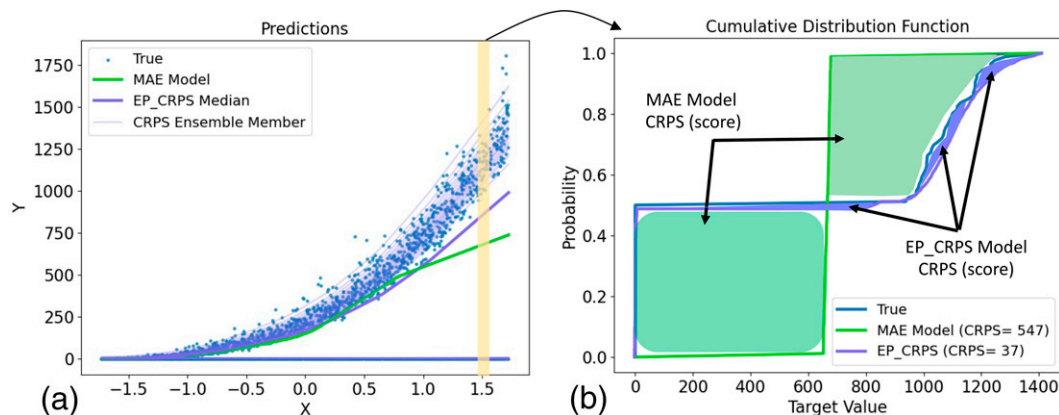 Predictions
Y
1750
1500
1250
1000
750
500
250
0
True
MAE Model
EP_CRPS Median
CRPS Ensemble Member
−1.5
−1.0
−0.5
0.0
0.5
1.0
1.5
X
(a)
Cumulative Distribution Function
Probability
1.0
0.8
0.6
0.4
0.2
0.0
MAE Model
CRPS (score)
EP_CRPS Model
CRPS (score)
True
MAE Model (CRPS= 547)
EP_CRPS (CRPS= 37)
0
200
400
600
800
1000
1200
1400
Target Value
(b)